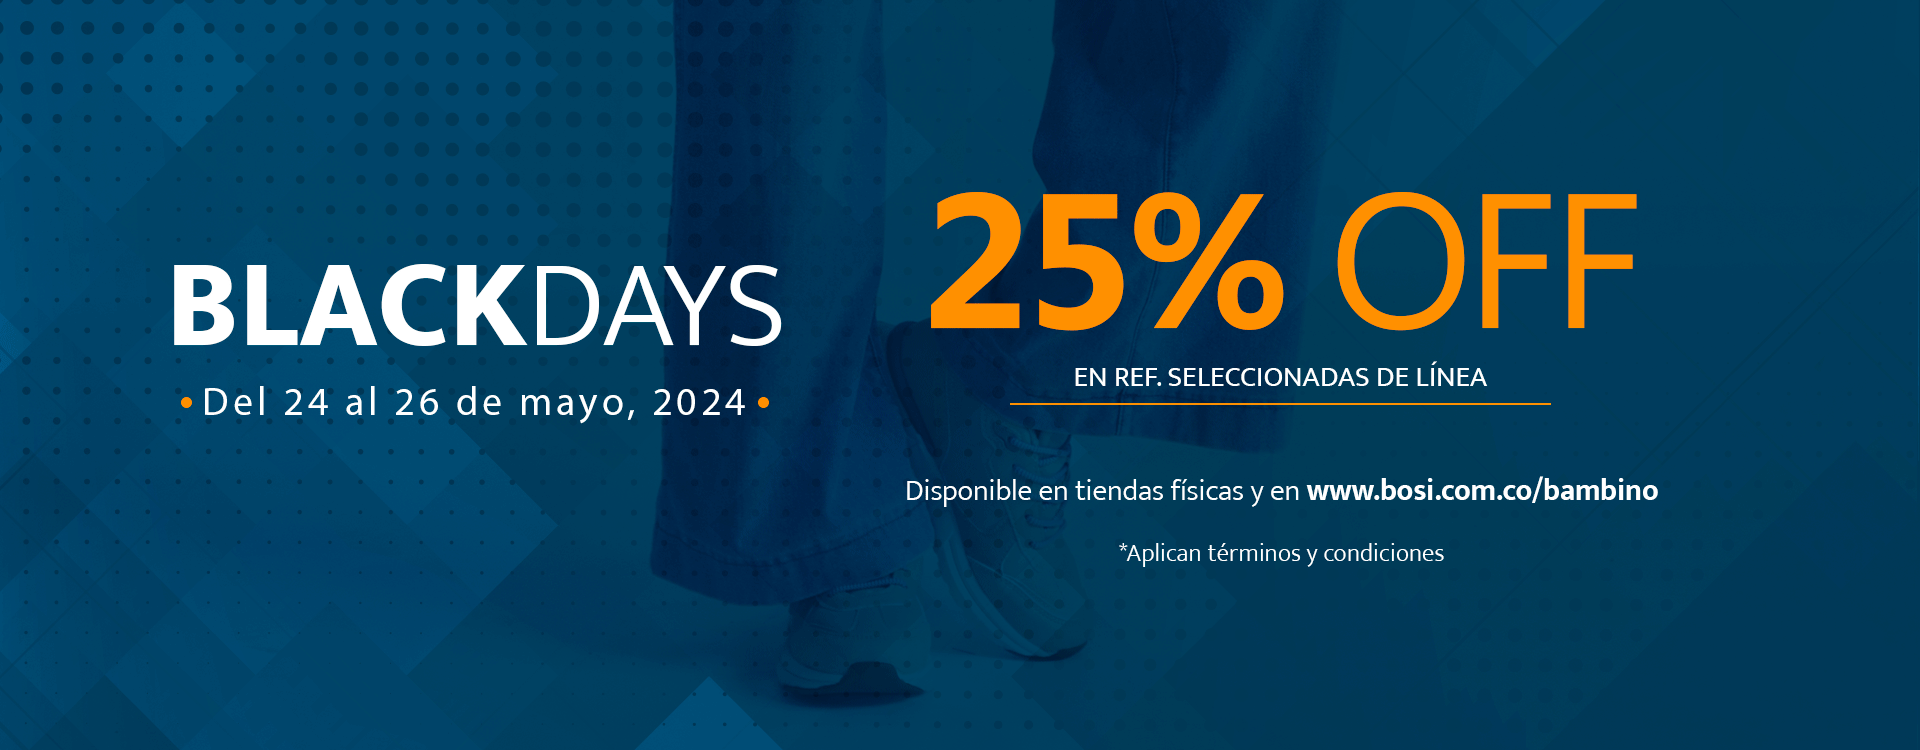 BLACKDAYS
• Del 24 al 26 de mayo, 2024 •
25% OFF
EN REF. SELECCIONADAS DE LÍNEA
Disponible en tiendas físicas y en www.bosi.com.co/bambino
*Aplican términos y condiciones